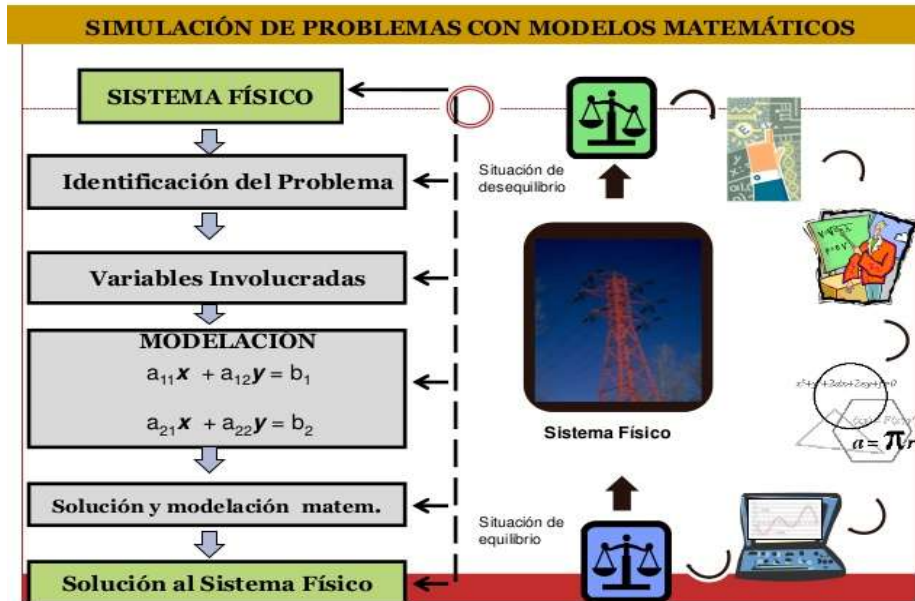 SIMULACIÓN DE PROBLEMAS CON MODELOS MATEMÁTICOS
SISTEMA FÍSICO
Identificación del Problema
Variables Involucradas
MODELACIÓN
a₁₁x + a₁₂y = b₁
a₂₁x + a₂₂y = b₂
Solución y modelación matem.
Solución al Sistema Físico
Situación de
desequilibrio
Sistema Físico
Situación de
equilibrio
a = πr